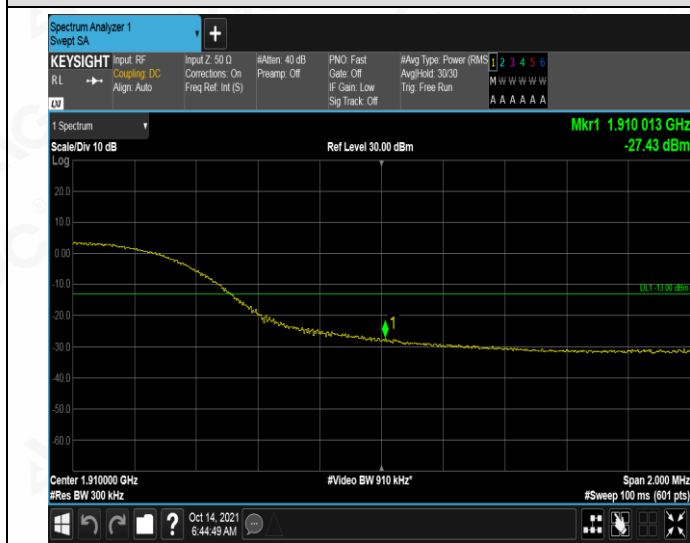 Spectrum Analyzer 1
Swept SA
+
KEYSIGHT Input: RF Input Z: 50 Ω #Atten: 40 dB PNO: Fast #Avg Type: Power (RMS 1 2 3 4 5 6
RL Coupling: DC Corrections: On Preamp: Off Gate: Off Avg|Hold: 30/30 M W W W W W
Align: Auto Freq Ref: Int (S) IF Gain: Low Trig: Free Run
Sig Track: Off A A A A A A
LXI
1 Spectrum Mkr1 1.910 013 GHz
Scale/Div 10 dB Ref Level 30.00 dBm -27.43 dBm
Log
20.0
10.0
0.00
-10.0
DL1 -13.00 dBm
-20.0
1
-30.0
-40.0
-50.0
-60.0
Center 1.910000 GHz #Video BW 910 kHz* Span 2.000 MHz
#Res BW 300 kHz #Sweep 100 ms (601 pts)
? Oct 14, 2021
6:44:49 AM